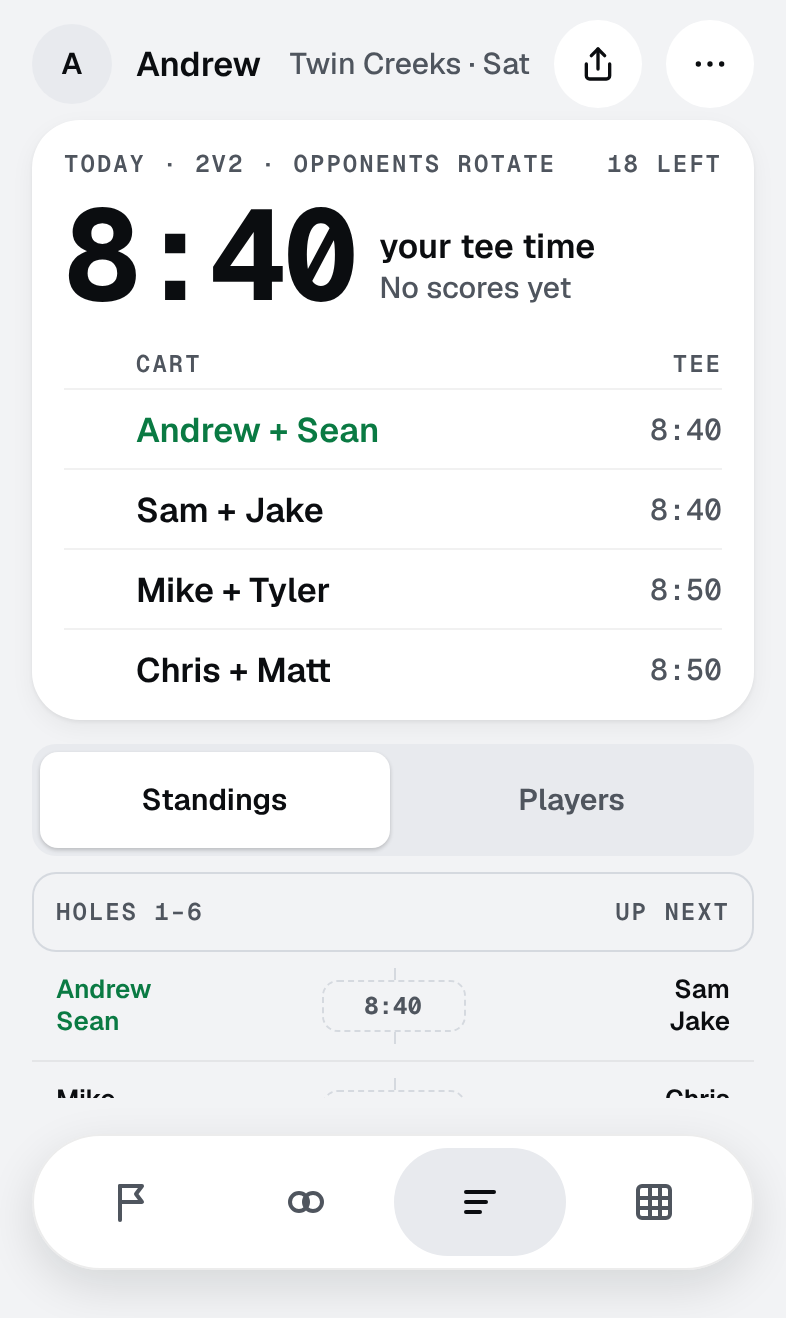 A Andrew Twin Creeks · Sat
TODAY · 2V2 · OPPONENTS ROTATE 18 LEFT
8:40 your tee time
No scores yet
CART TEE
Andrew + Sean 8:40
Sam + Jake 8:40
Mike + Tyler 8:50
Chris + Matt 8:50
Standings Players
HOLES 1–6 UP NEXT
Andrew Sam
8:40
Sean Jake
Mike Chris